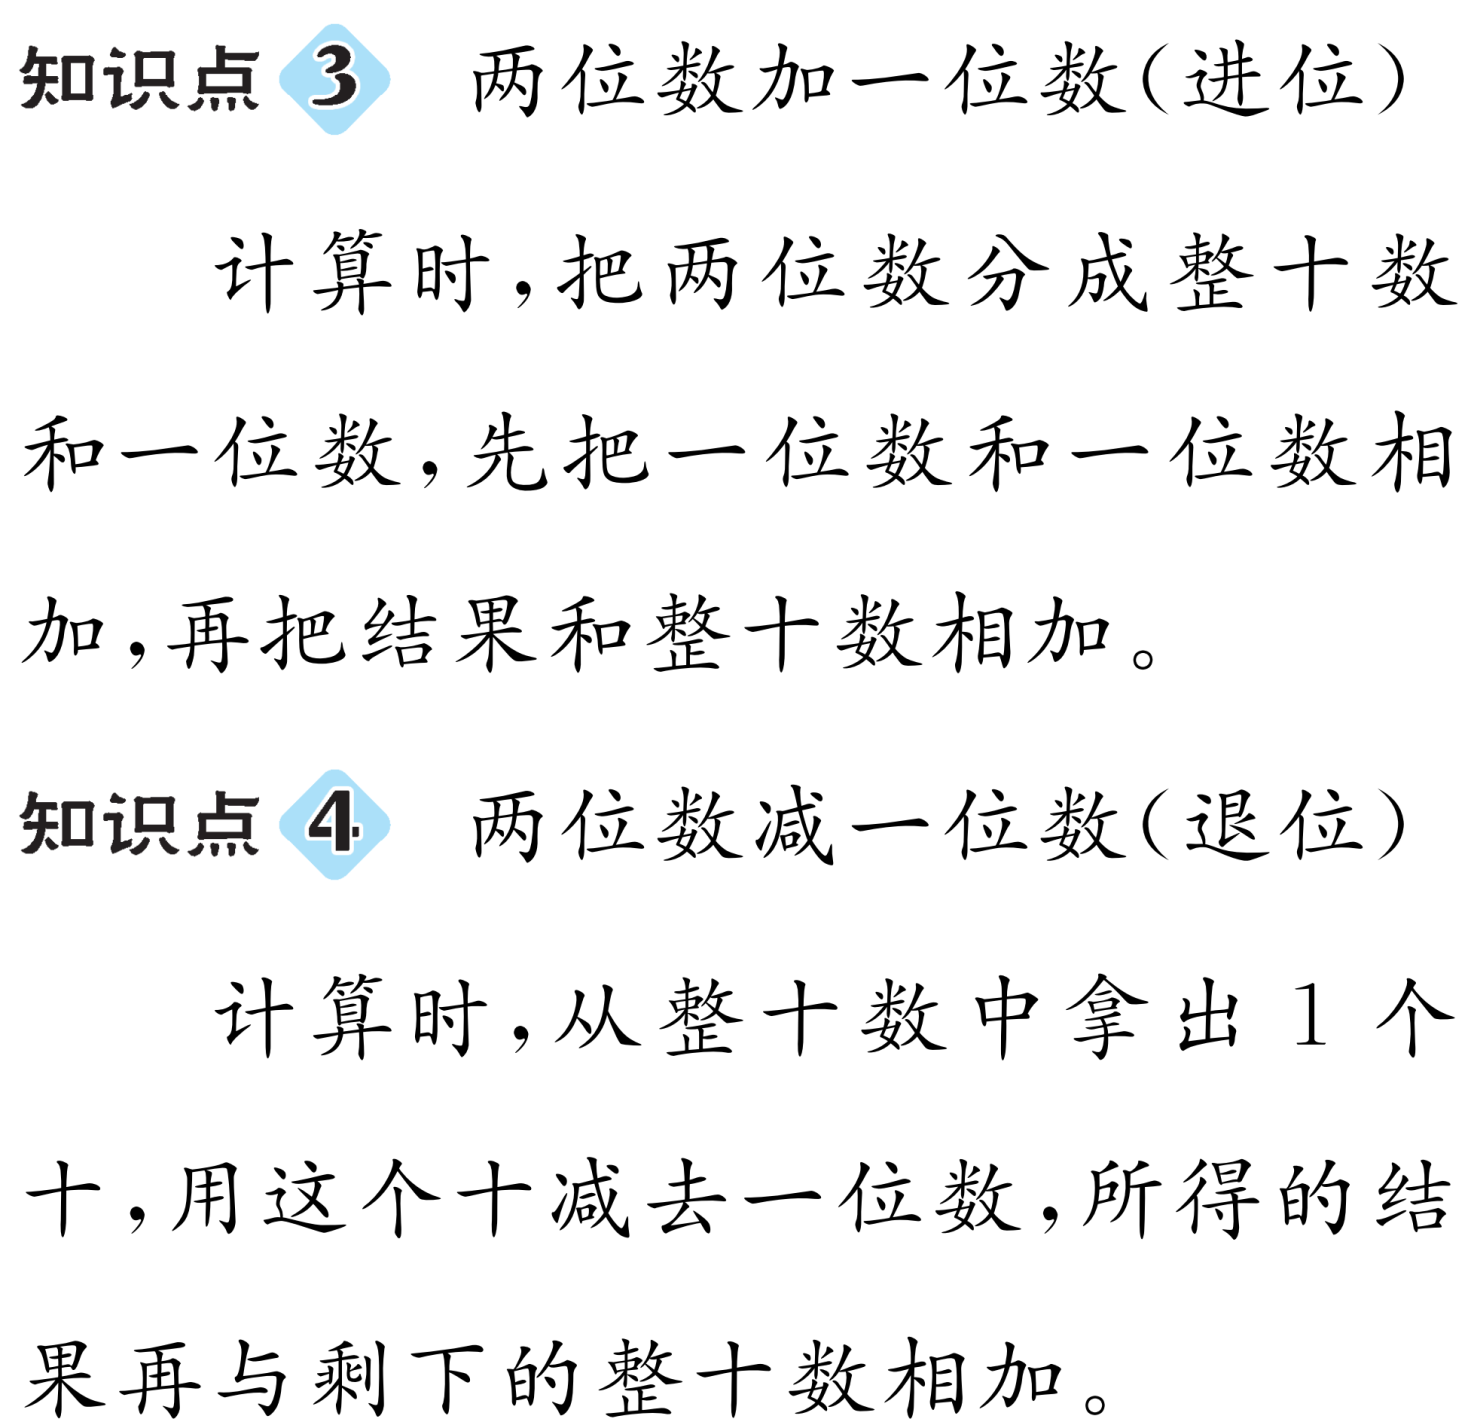 知识点 3 两位数加一位数(进位)
计算时,把两位数分成整十数
和一位数,先把一位数和一位数相
加,再把结果和整十数相加。
知识点 4 两位数减一位数(退位)
计算时,从整十数中拿出 1 个
十,用这个十减去一位数,所得的结
果再与剩下的整十数相加。